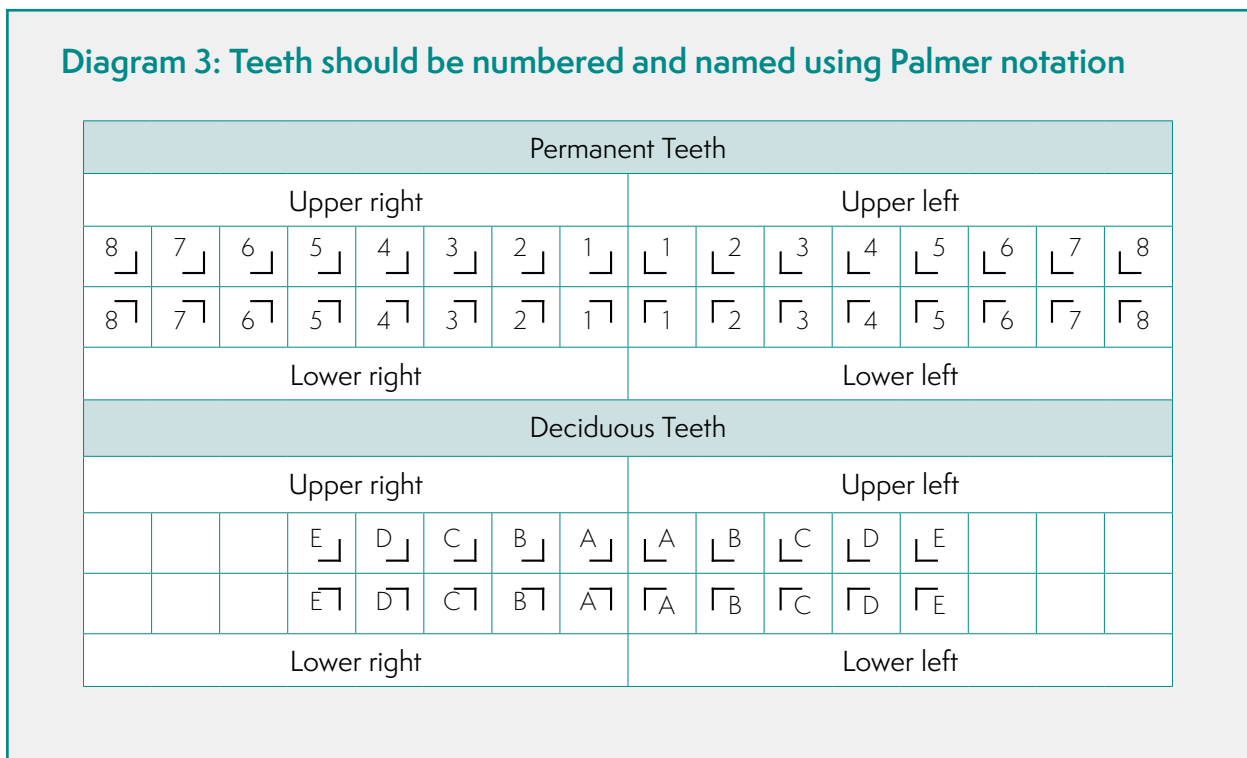 Diagram 3: Teeth should be numbered and named using Palmer notation
Permanent Teeth
Upper right Upper left
8┘ 7┘ 6┘ 5┘ 4┘ 3┘ 2┘ 1┘ └1 └2 └3 └4 └5 └6 └7 └8
8┐ 7┐ 6┐ 5┐ 4┐ 3┐ 2┐ 1┐ ┌1 ┌2 ┌3 ┌4 ┌5 ┌6 ┌7 ┌8
Lower right Lower left
Deciduous Teeth
Upper right Upper left
E┘ D┘ C┘ B┘ A┘ └A └B └C └D └E
E┐ D┐ C┐ B┐ A┐ ┌A ┌B ┌C ┌D ┌E
Lower right Lower left